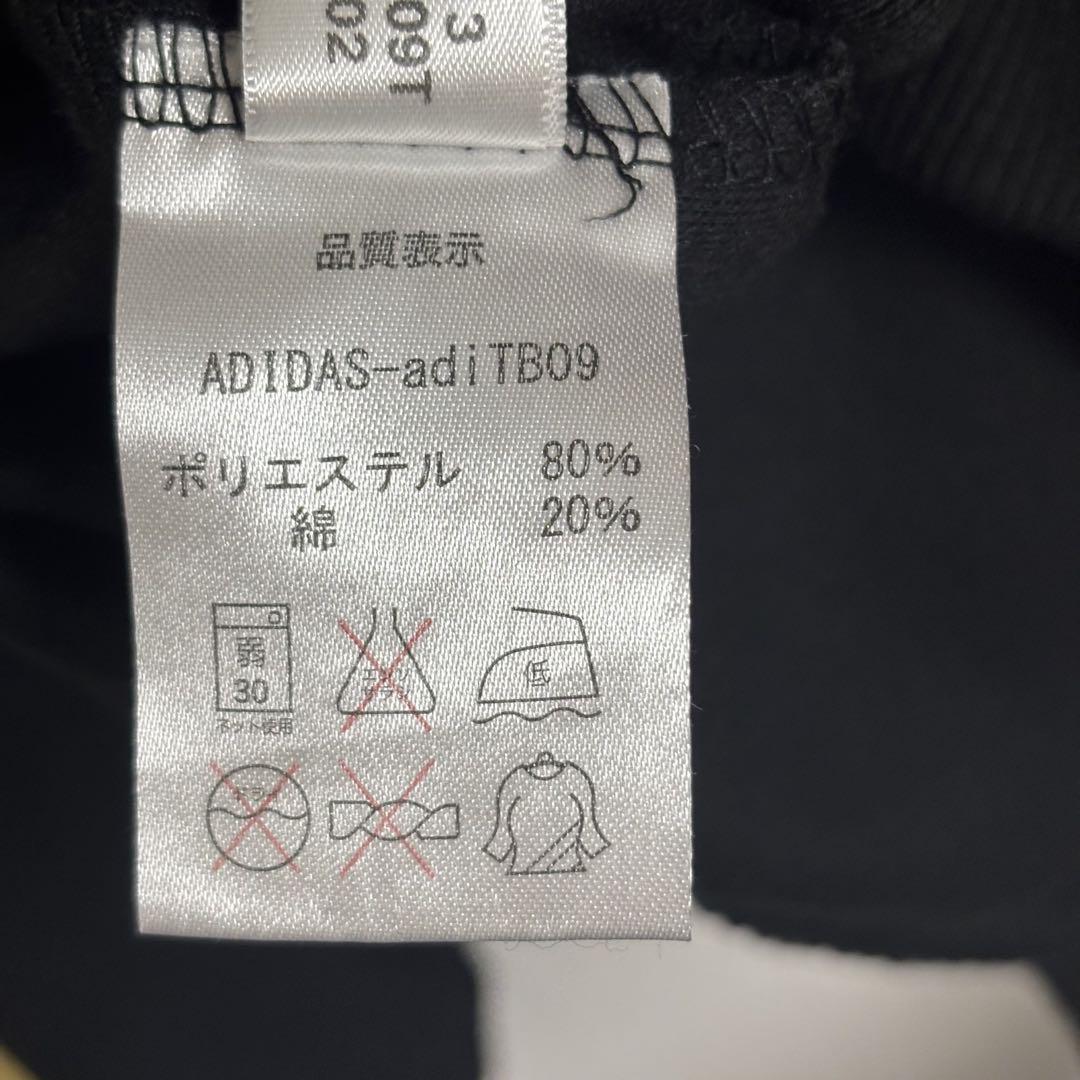 3
09T
02
品質表示
ADIDAS-adiTB09
ポリエステル 80%
綿 20%
弱
30
ネット使用
低